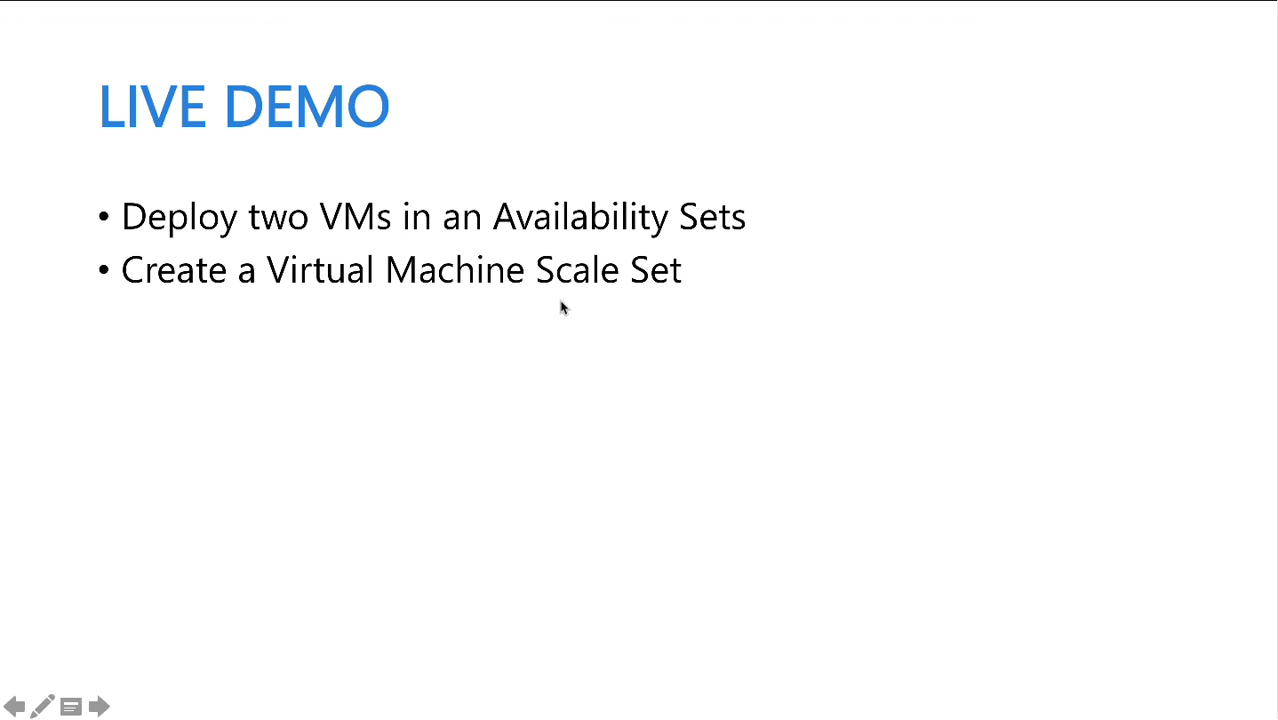 LIVE DEMO
• Deploy two VMs in an Availability Sets
• Create a Virtual Machine Scale Set